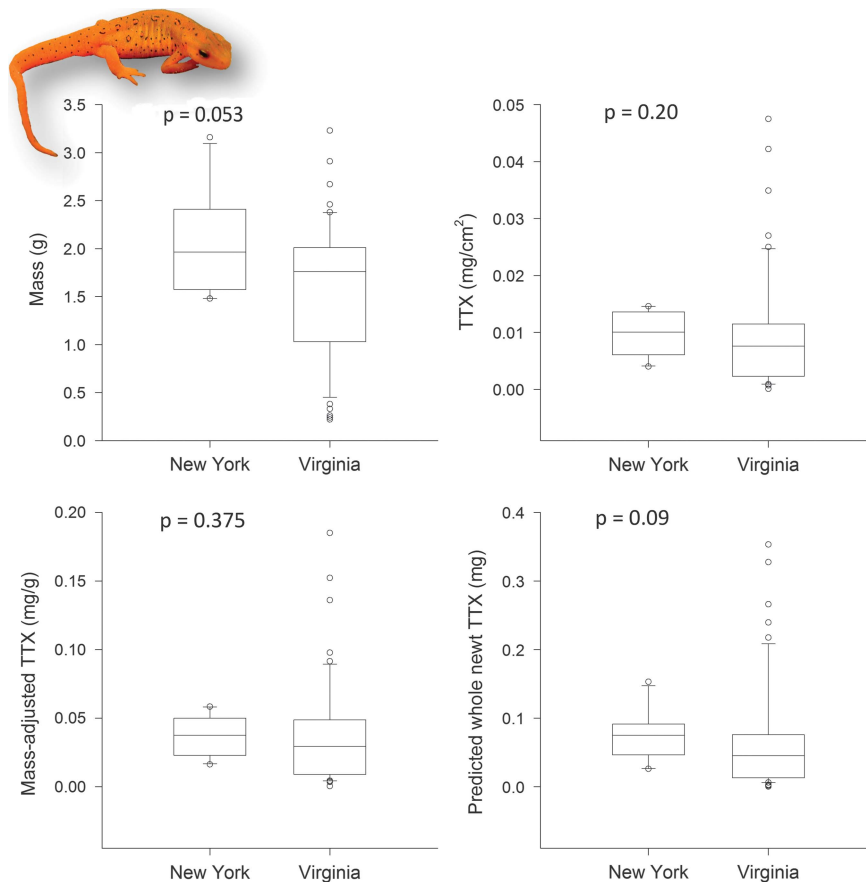 p = 0.053
3.5
3.0
2.5
2.0
1.5
1.0
0.5
0.0
Mass (g)
New York Virginia
p = 0.20
0.05
0.04
0.03
0.02
0.01
0.00
TTX (mg/cm²)
New York Virginia
p = 0.375
0.20
0.15
0.10
0.05
0.00
Mass-adjusted TTX (mg/g)
New York Virginia
p = 0.09
0.4
0.3
0.2
0.1
0.0
Predicted whole newt TTX (mg)
New York Virginia